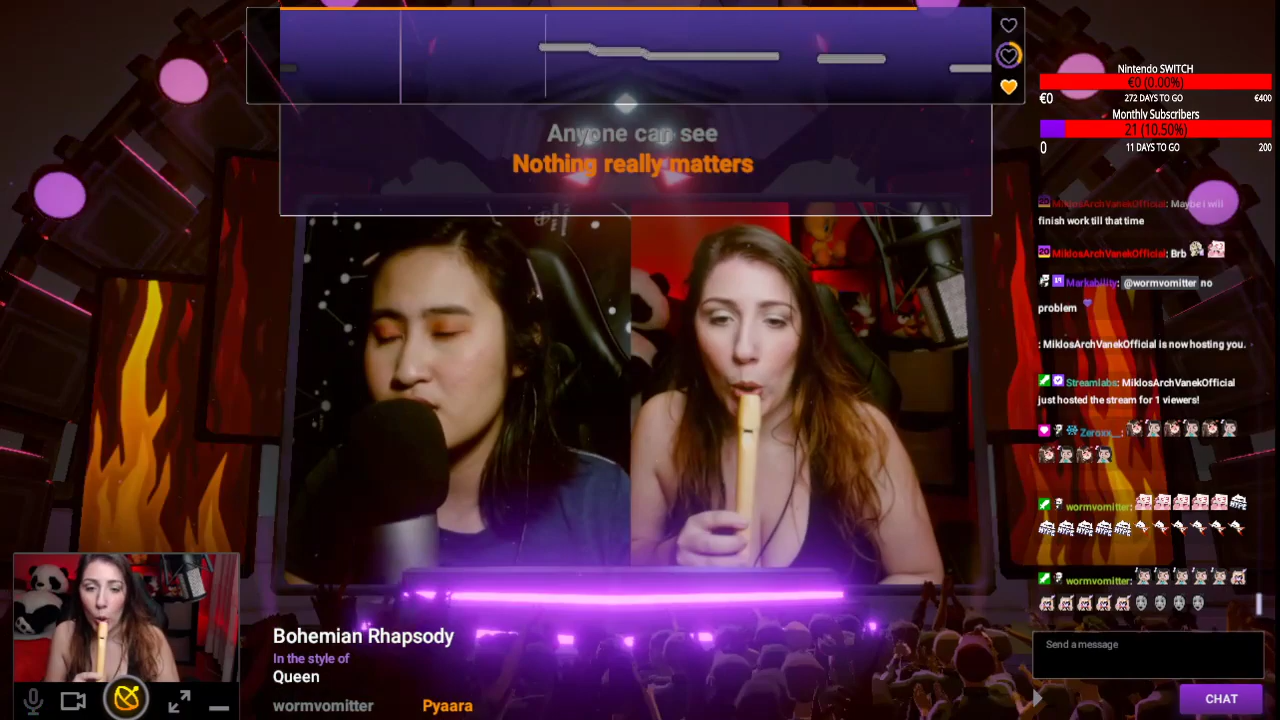 Anyone can see
Nothing really matters
Nintendo SWITCH
€0 (0.00%)
€0 272 DAYS TO GO €400
Monthly Subscribers
21 (10.50%)
0 11 DAYS TO GO 200
MiklosArchVanekOfficial: Maybe i will
finish work till that time
MiklosArchVanekOfficial: Brb
Markability: @wormvomitter no
problem
: MiklosArchVanekOfficial is now hosting you.
Streamlabs: MiklosArchVanekOfficial
just hosted the stream for 1 viewers!
Zeroxx__:
wormvomitter:
wormvomitter:
Send a message
CHAT
Bohemian Rhapsody
In the style of
Queen
wormvomitter Pyaara